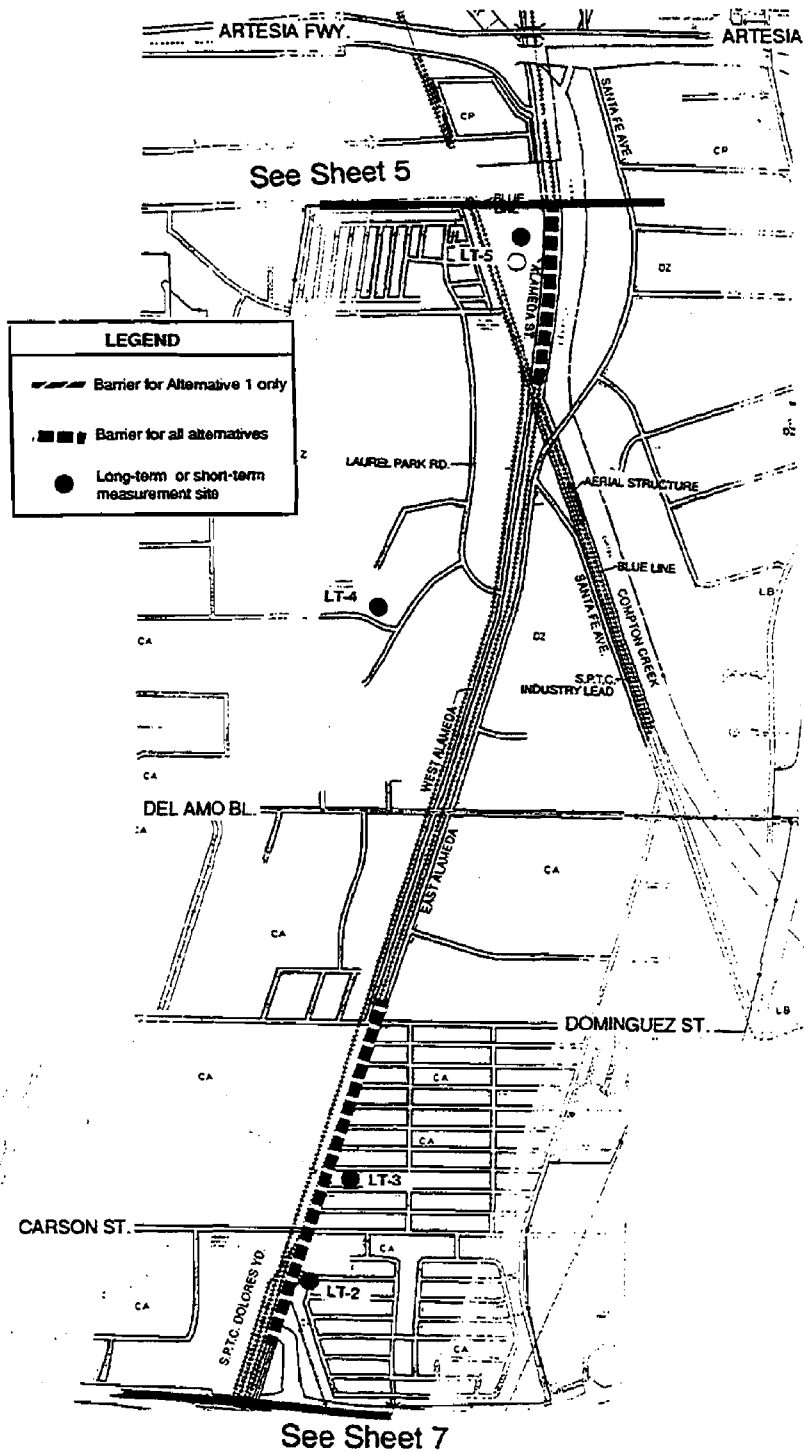 ARTESIA FWY.
ARTESIA
SANTA FE AVE.
CP
CP
See Sheet 5
BLUE
LINE
LT-5
ALAMEDA ST.
DZ
LEGEND
Barrier for Alternative 1 only
Barrier for all alternatives
Long-term or short-term
measurement site
Z
DZ
LAUREL PARK RD.
AERIAL STRUCTURE
BLUE LINE
LT-4
SANTA FE AVE.
COMPTON CREEK
LB
CA
DZ
S.P.T.C.
INDUSTRY LEAD
WEST ALAMEDA
CA
DEL AMO BL.
EAST ALAMEDA
CA
CA
LB
DOMINGUEZ ST.
CA
CA
CA
LT-3
CARSON ST.
CA
S.P.T.C. DOLORES YD.
LT-2
CA
CA
See Sheet 7